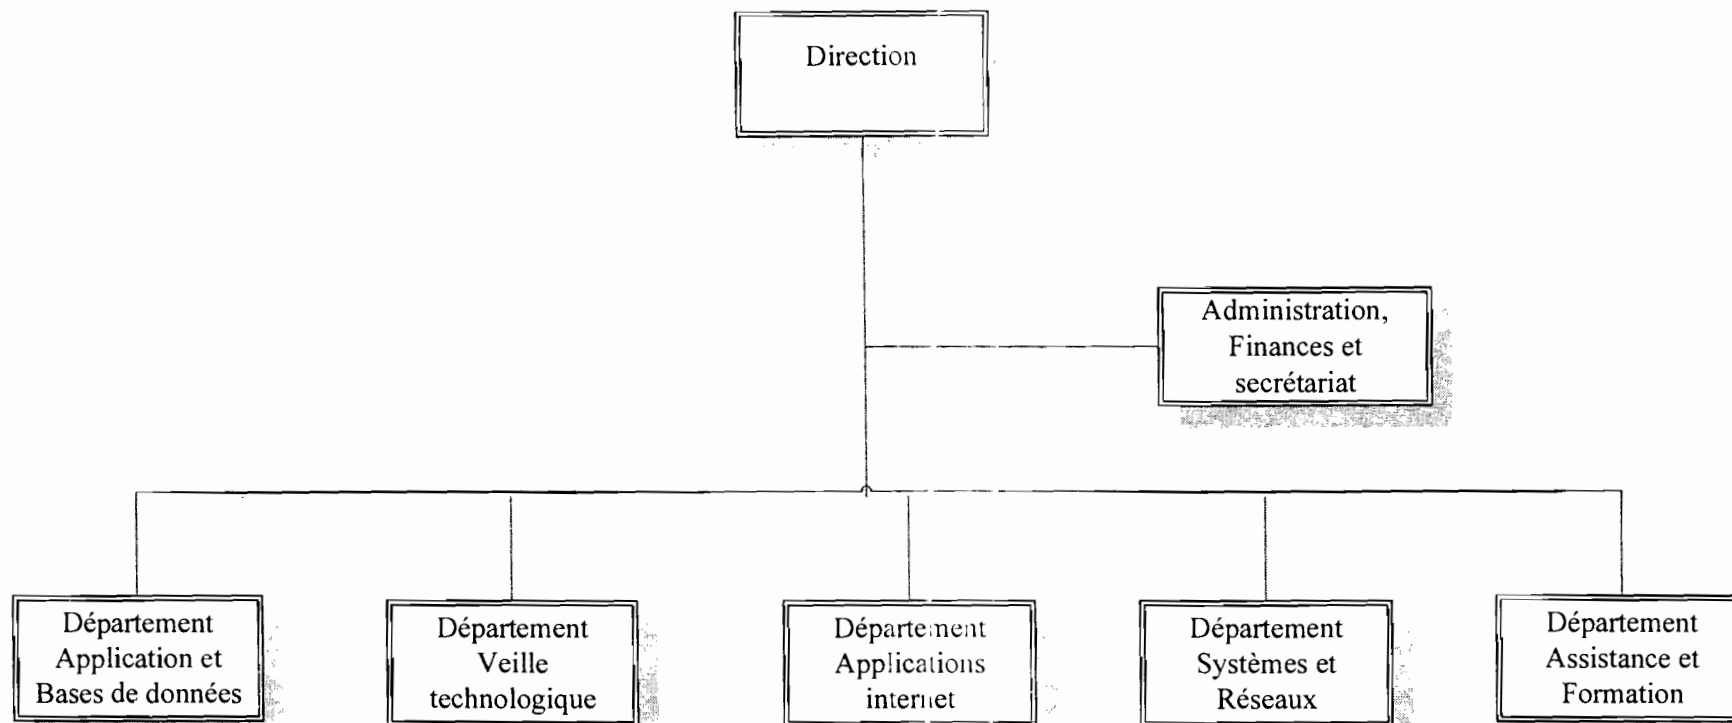 Direction
Administration,
Finances et
secrétariat
Département
Application et
Bases de données
Département
Veille
technologique
Département
Applications
internet
Département
Systèmes et
Réseaux
Département
Assistance et
Formation